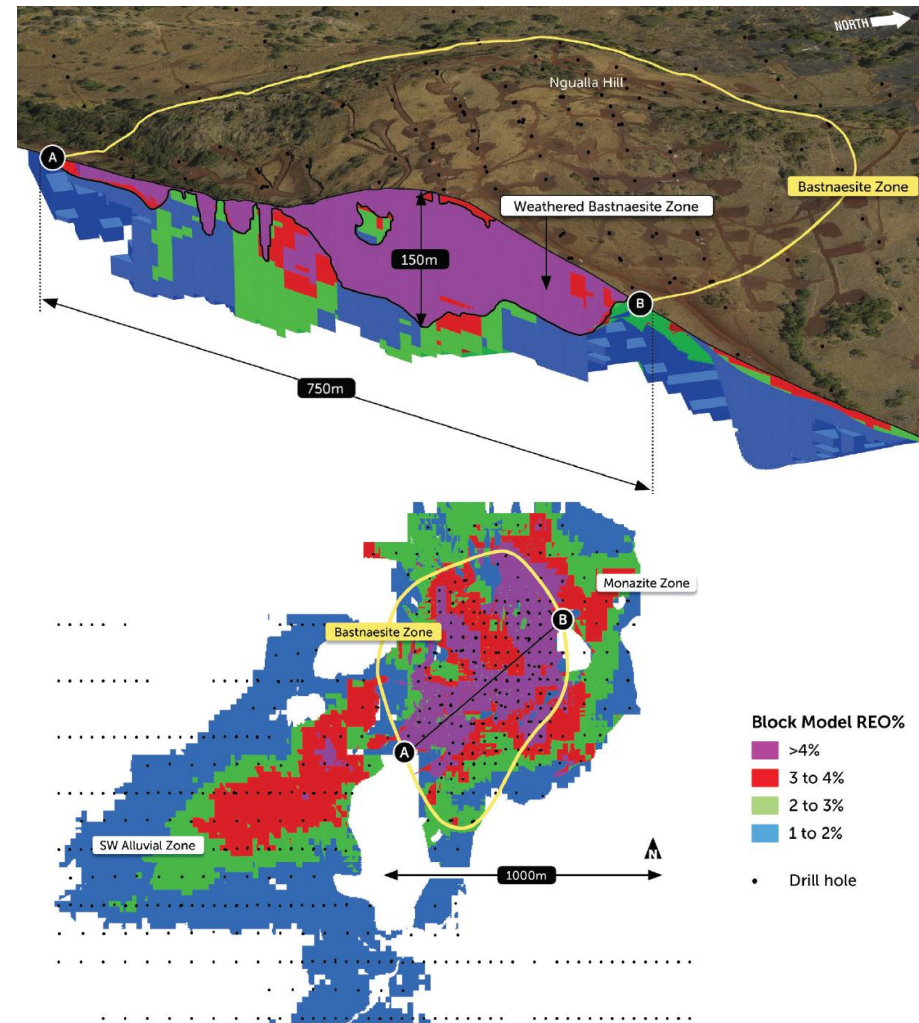 NORTH
Ngualla Hill
A
Bastnaesite Zone
Weathered Bastnaesite Zone
150m
B
750m
Monazite Zone
B
Bastnaesite Zone
A
SW Alluvial Zone
N
1000m
Block Model REO%
>4%
3 to 4%
2 to 3%
1 to 2%
Drill hole